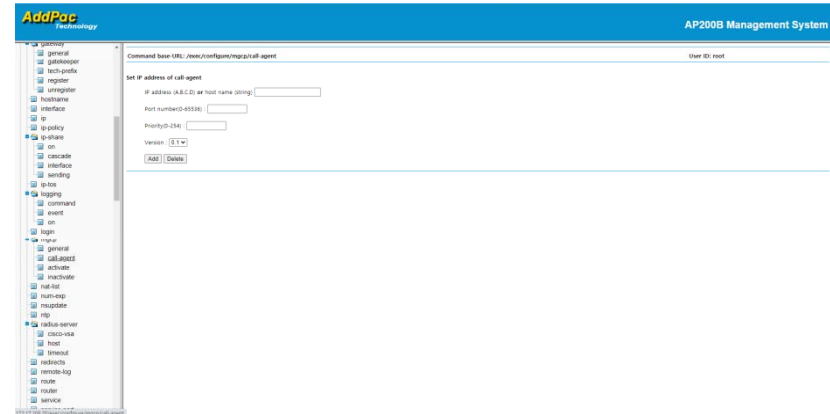 AddPac
Technology
AP200B Management System
gateway
general
gatekeeper
tech-prefix
register
unregister
hostname
interface
ip
ip-policy
ip-share
on
cascade
interface
sending
ip-tos
logging
command
event
on
login
mgcp
general
call-agent
activate
inactivate
nat-list
num-exp
nsupdate
ntp
radius-server
cisco-vsa
host
timeout
redirects
remote-log
route
router
service
Command base-URL: /exec/configure/mgcp/call-agent
User ID: root
Set IP address of call-agent
IP address (A.B.C.D) or host name (string)
Port number(0-65536) :
Priority(0-254) :
Version : 0.1
Add Delete